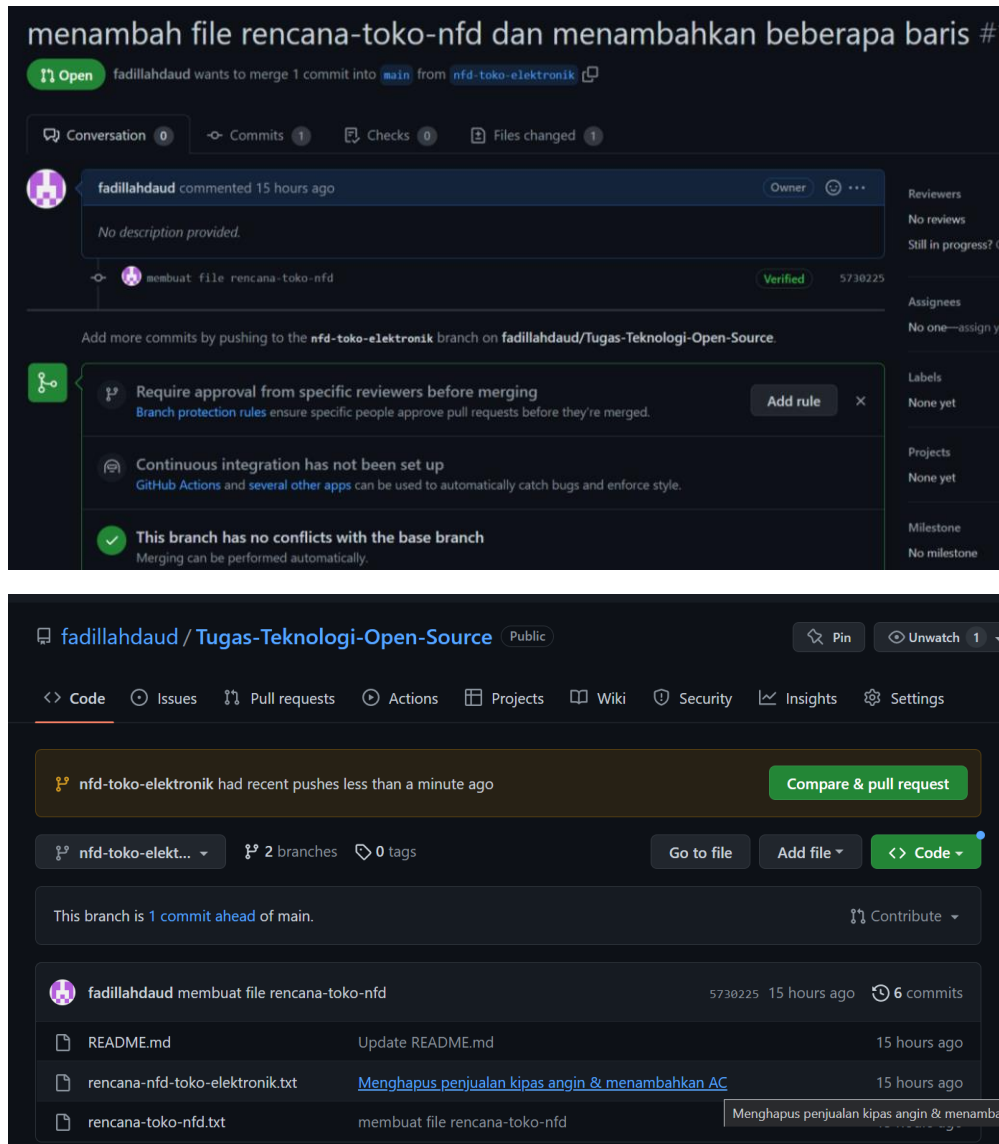 menambah file rencana-toko-nfd dan menambahkan beberapa baris #
Open fadillahdaud wants to merge 1 commit into main from nfd-toko-elektronik
Conversation 0 Commits 1 Checks 0 Files changed 1
fadillahdaud commented 15 hours ago Owner
No description provided.
membuat file rencana-toko-nfd Verified 5730225
Add more commits by pushing to the nfd-toko-elektronik branch on fadillahdaud/Tugas-Teknologi-Open-Source.
Require approval from specific reviewers before merging
Branch protection rules ensure specific people approve pull requests before they're merged.
Add rule
Continuous integration has not been set up
GitHub Actions and several other apps can be used to automatically catch bugs and enforce style.
This branch has no conflicts with the base branch
Merging can be performed automatically.
Reviewers
No reviews
Still in progress?
Assignees
No one—assign y
Labels
None yet
Projects
None yet
Milestone
No milestone
fadillahdaud / Tugas-Teknologi-Open-Source Public Pin Unwatch 1
Code Issues Pull requests Actions Projects Wiki Security Insights Settings
nfd-toko-elektronik had recent pushes less than a minute ago Compare & pull request
nfd-toko-elekt... 2 branches 0 tags Go to file Add file Code
This branch is 1 commit ahead of main. Contribute
fadillahdaud membuat file rencana-toko-nfd 5730225 15 hours ago 6 commits
README.md Update README.md 15 hours ago
rencana-nfd-toko-elektronik.txt Menghapus penjualan kipas angin & menambahkan AC 15 hours ago
Menghapus penjualan kipas angin & menamba
rencana-toko-nfd.txt membuat file rencana-toko-nfd